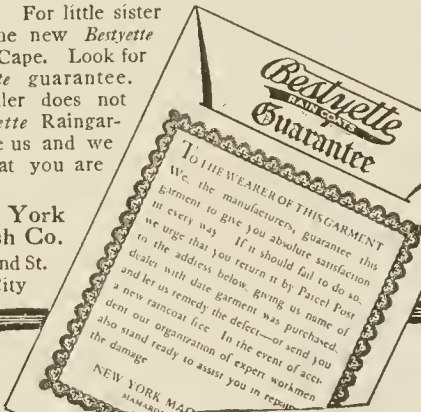 For little sister
new Bestyette
Cape. Look for
guarantee.
does not
Raingar-
us and we
you are
York
Co.
St.
City
Bestyette
RAIN COATS
Guarantee
TO THE WEARER OF THIS GARMENT
We, the manufacturers, guarantee this
garment to give you absolute satisfaction
in every way. If it should fail to do so,
we urge that you return it by Parcel Post
to the address below, giving us name of
dealer with date garment was purchased,
and let us remedy the defect—or send you
a new raincoat free. In the event of acci-
dent our organization of expert workmen
also stand ready to assist you in
the damage
NEW YORK